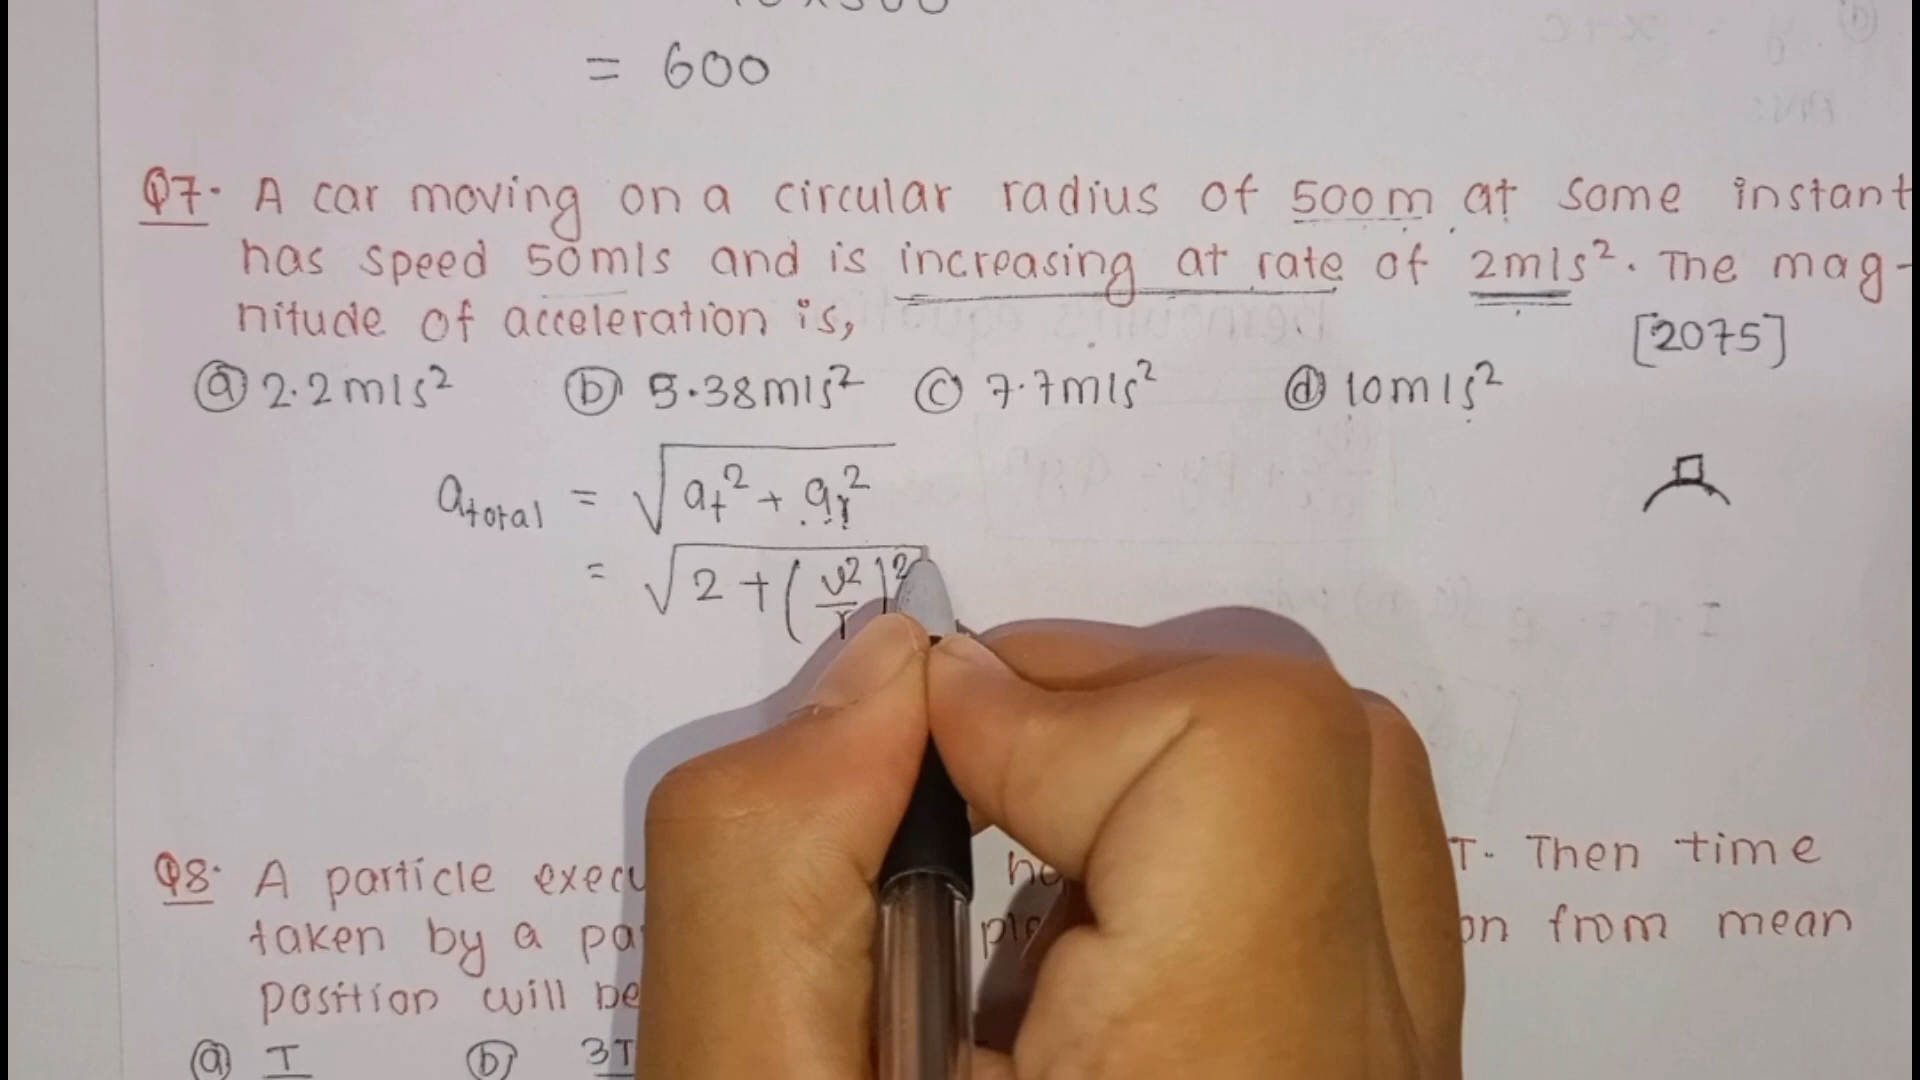 = 600
Q7. A car moving on a circular radius of 500m at some instant
has speed 50m/s and is increasing at rate of 2m/s². The mag-
nitude of acceleration is,
[2075]
(a) 2.2m/s² (b) 5.38m/s² (c) 7.7m/s² (d) 10m/s²
a_total = √(a_t² + a_r²)
= √(2 + (v²/r)²)
Q8. A particle T. Then time
taken by a on from mean
position will be
(a) T (b) 3T